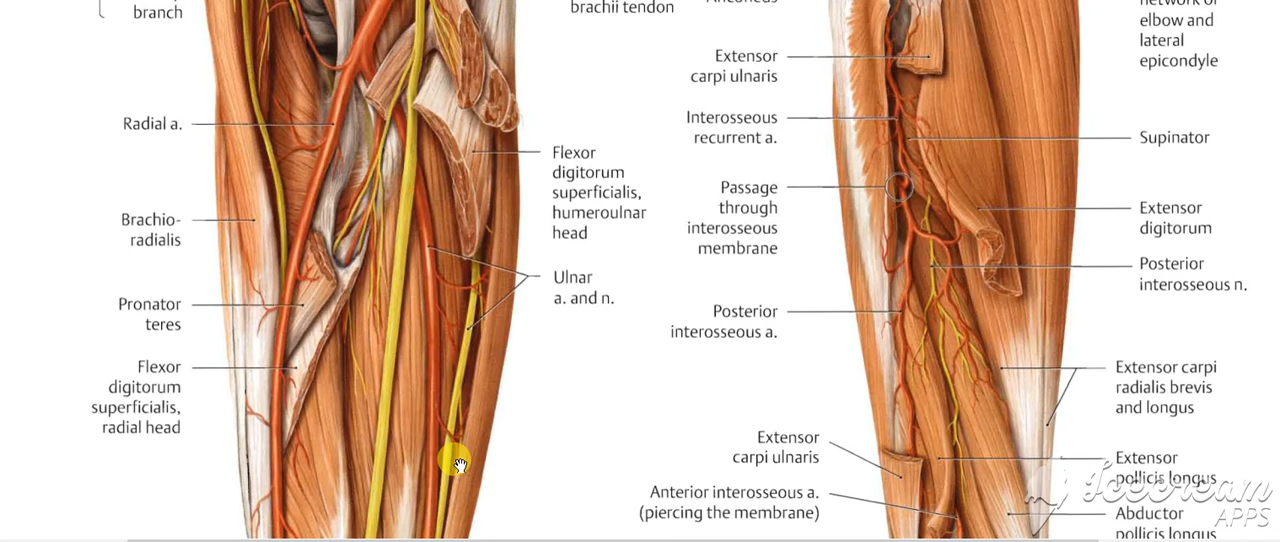 branch
Radial a.
Brachio-
radialis
Pronator
teres
Flexor
digitorum
superficialis,
radial head
brachii tendon
Flexor
digitorum
superficialis,
humeroulnar
head
Ulnar
a. and n.
Extensor
carpi ulnaris
Interosseous
recurrent a.
Passage
through
interosseous
membrane
Posterior
interosseous a.
Extensor
carpi ulnaris
Anterior interosseous a.
(piercing the membrane)
elbow and
lateral
epicondyle
Supinator
Extensor
digitorum
Posterior
interosseous n.
Extensor carpi
radialis brevis
and longus
Extensor
pollicis longus
Abductor
pollicis longus
Icecream
APPS